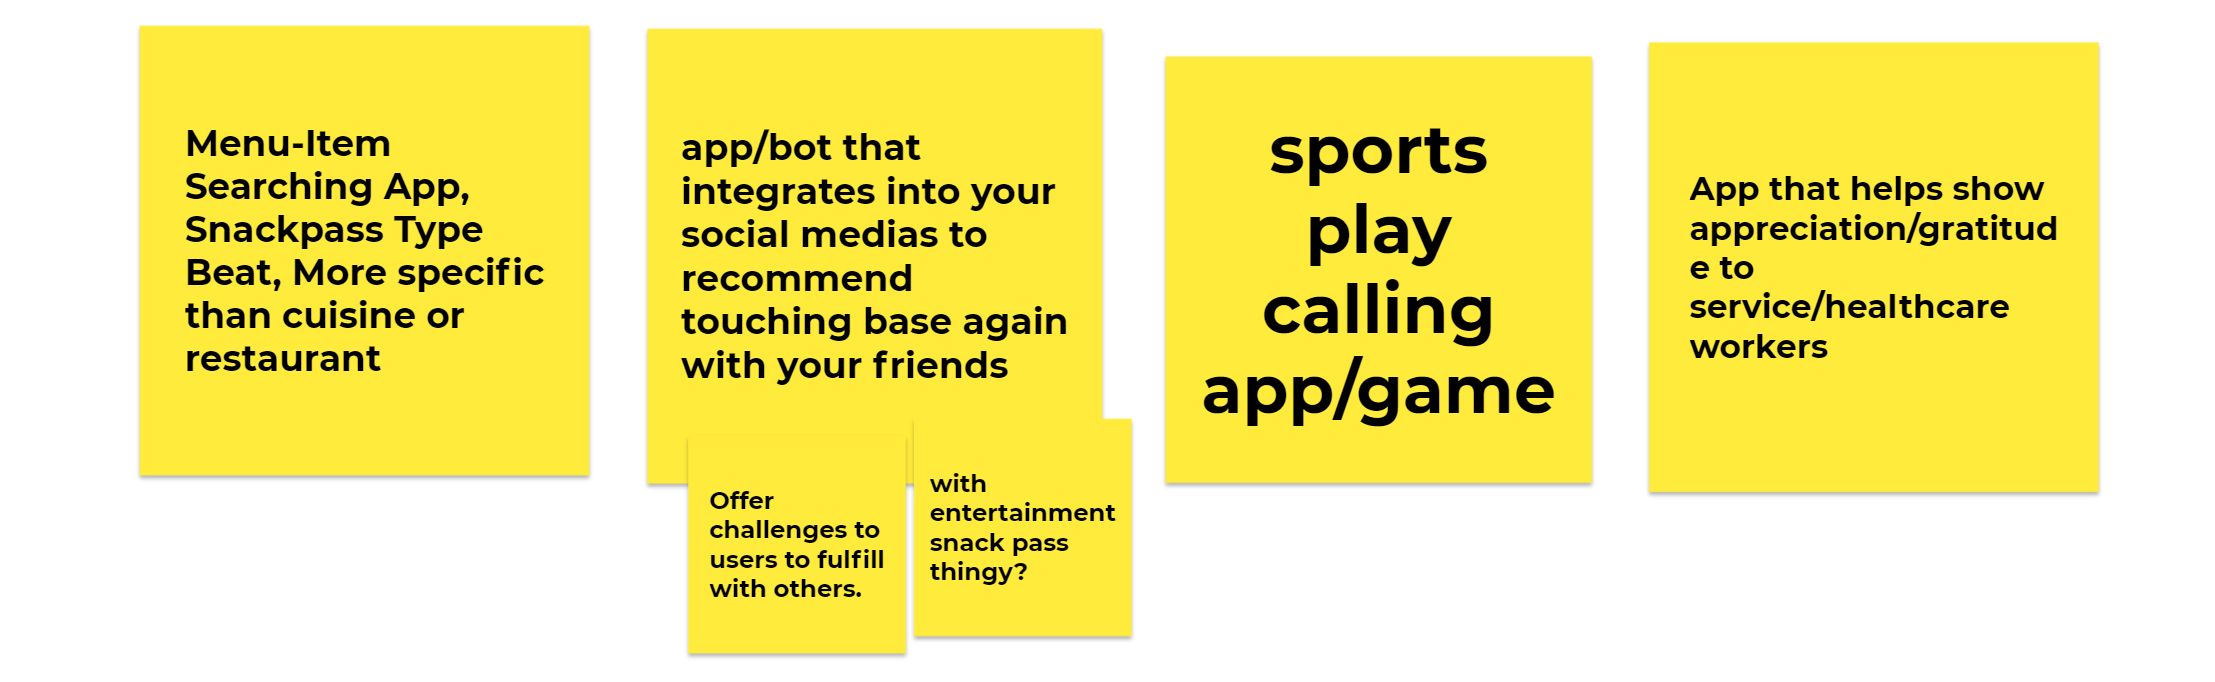 Menu-Item
Searching App,
Snackpass Type
Beat, More specific
than cuisine or
restaurant
app/bot that
integrates into your
social medias to
recommend
touching base again
with your friends
Offer
challenges to
users to fulfill
with others.
with
entertainment
snack pass
thingy?
sports
play
calling
app/game
App that helps show
appreciation/gratitud
e to
service/healthcare
workers